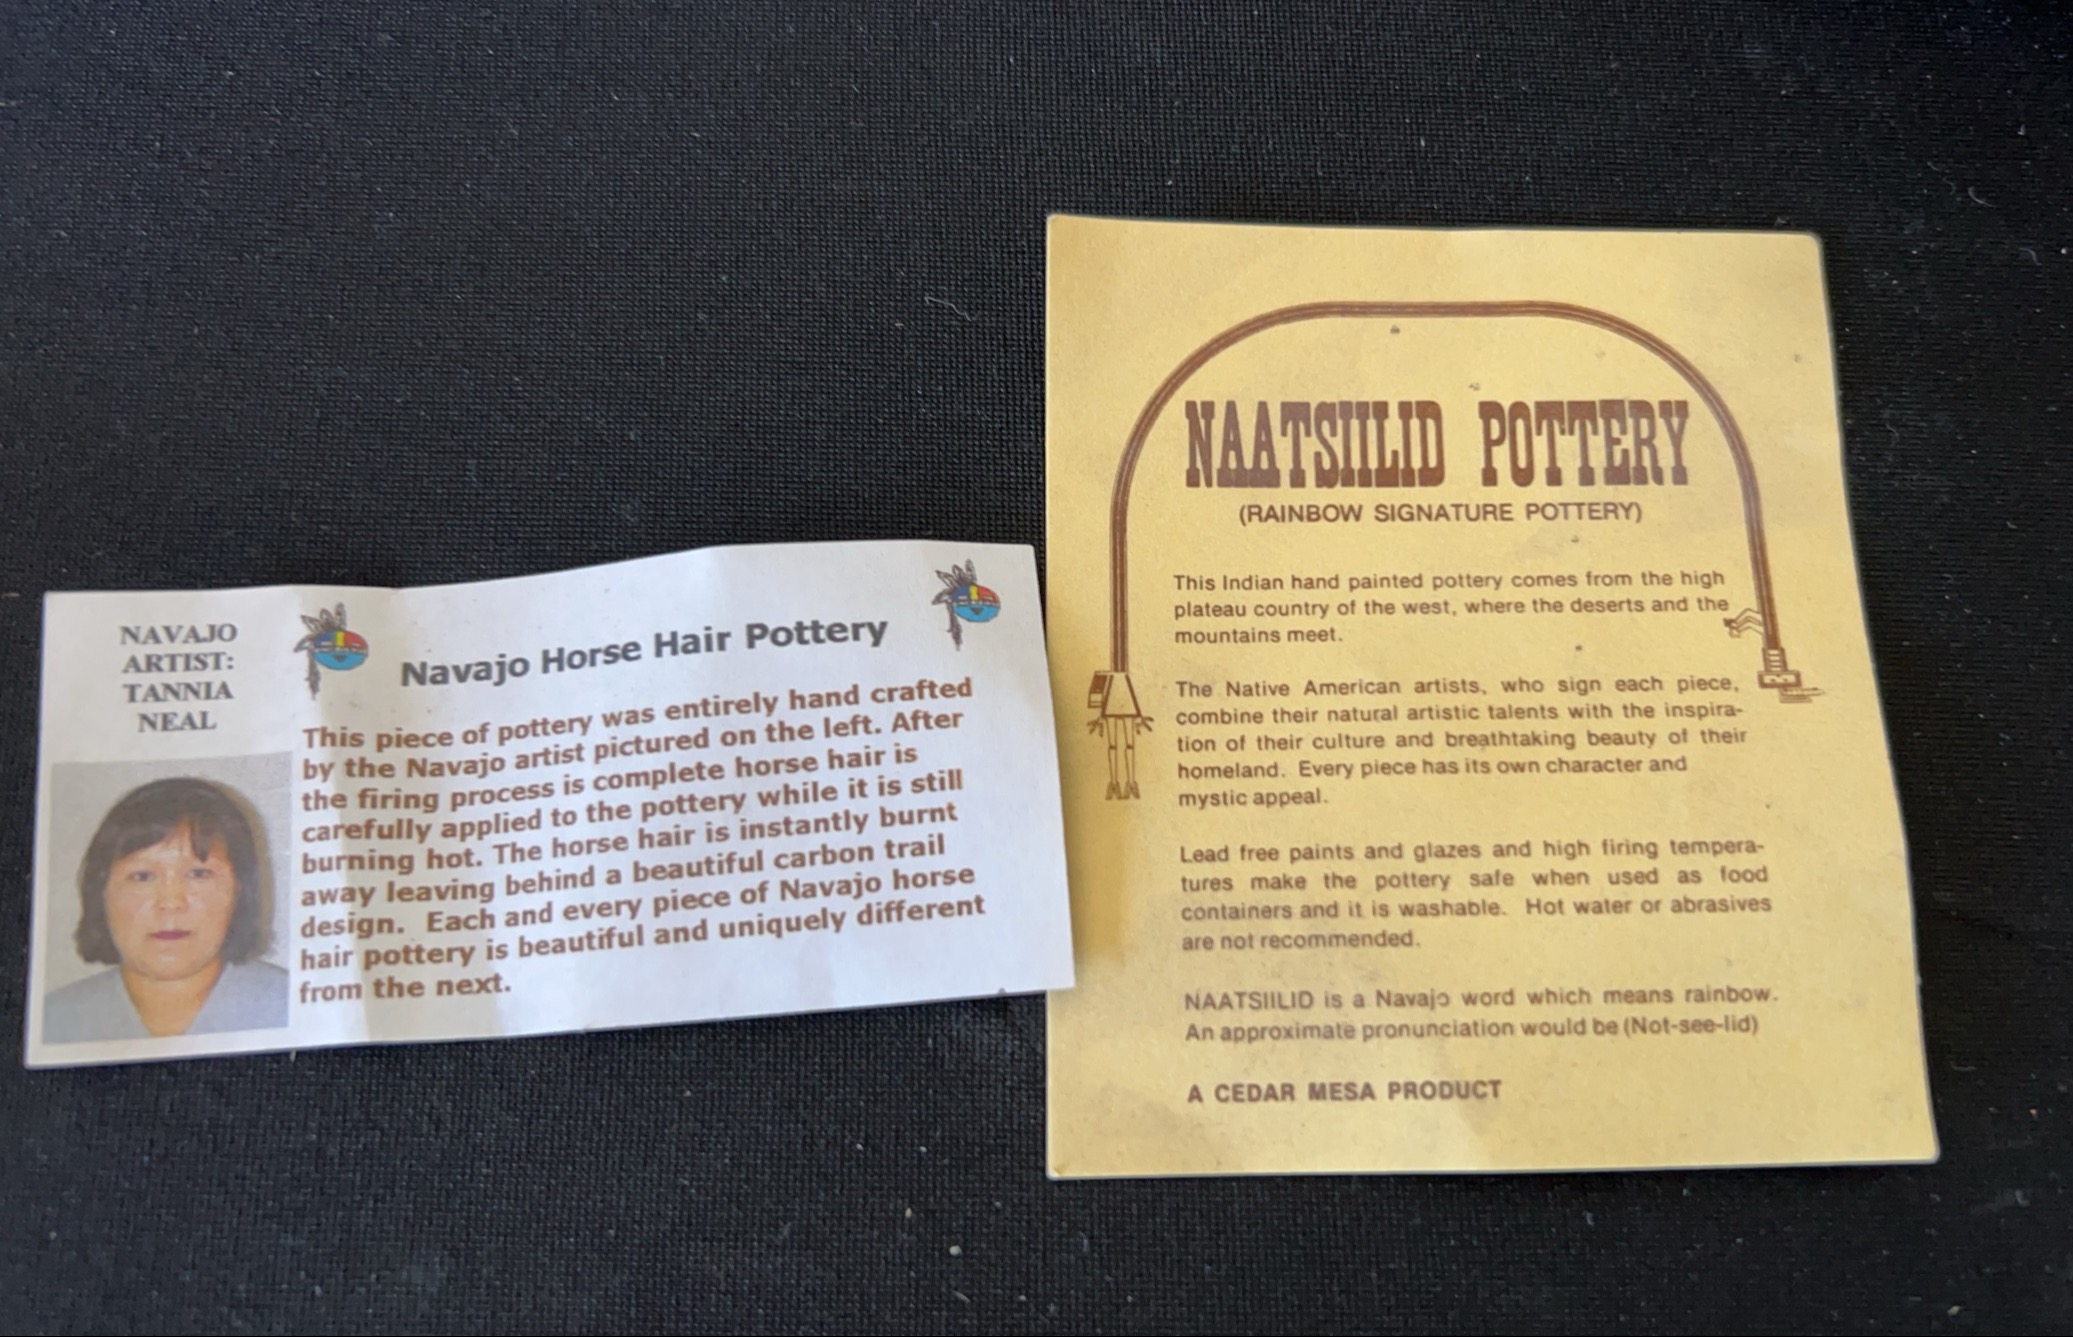 NAVAJO
ARTIST:
TANNIA
NEAL
Navajo Horse Hair Pottery
This piece of pottery was entirely hand crafted
by the Navajo artist pictured on the left. After
the firing process is complete horse hair is
carefully applied to the pottery while it is still
burning hot. The horse hair is instantly burnt
away leaving behind a beautiful carbon trail
design. Each and every piece of Navajo horse
hair pottery is beautiful and uniquely different
from the next.
NAATSIILID POTTERY
(RAINBOW SIGNATURE POTTERY)
This Indian hand painted pottery comes from the high
plateau country of the west, where the deserts and the
mountains meet.
The Native American artists, who sign each piece,
combine their natural artistic talents with the inspira-
tion of their culture and breathtaking beauty of their
homeland. Every piece has its own character and
mystic appeal.
Lead free paints and glazes and high firing tempera-
tures make the pottery safe when used as food
containers and it is washable. Hot water or abrasives
are not recommended.
NAATSIILID is a Navajo word which means rainbow.
An approximate pronunciation would be (Not-see-lid)
A CEDAR MESA PRODUCT